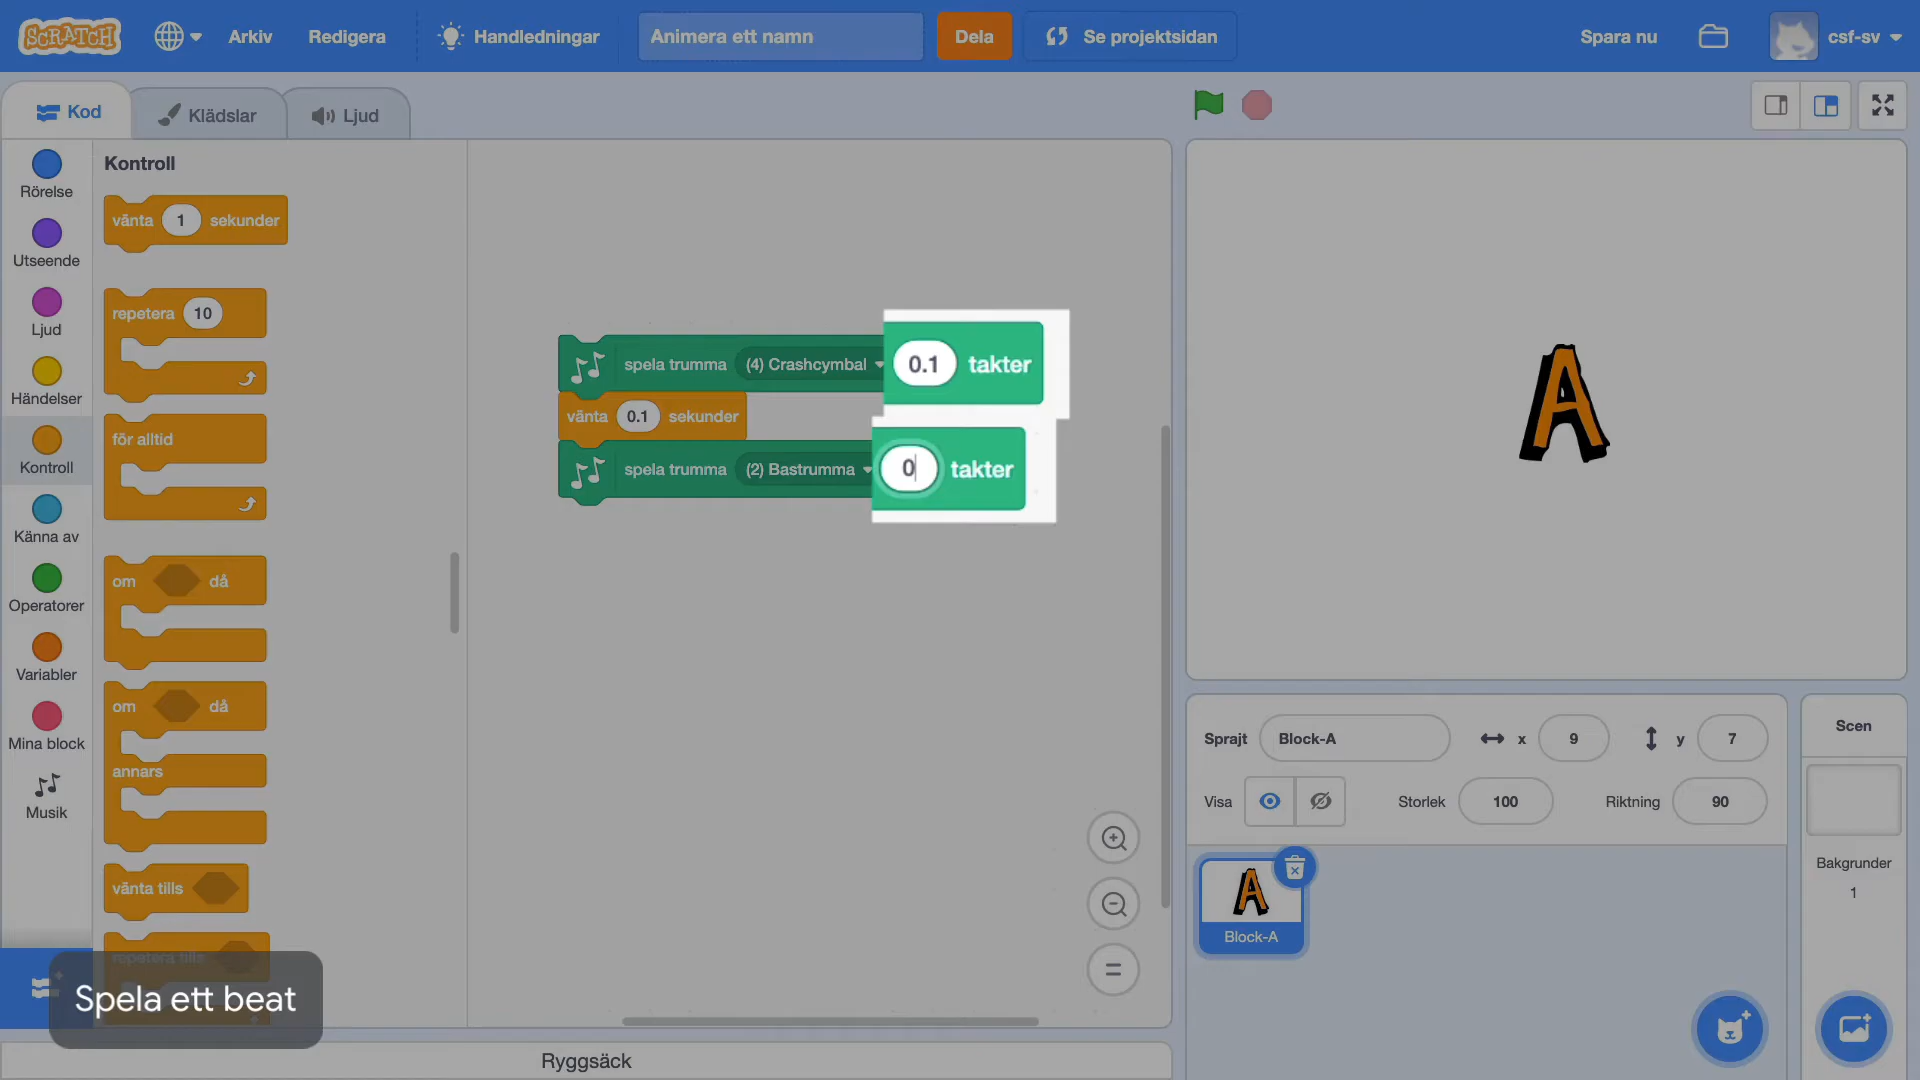 SCRATCH
Arkiv
Redigera
Handledningar
Animera ett namn
Dela
Se projektsidan
Spara nu
csf-sv
Kod
Klädslar
Ljud
Rörelse
Utseende
Ljud
Händelser
Kontroll
Känna av
Operatorer
Variabler
Mina block
Musik
Kontroll
vänta 1 sekunder
repetera 10
för alltid
om då
om då
annars
vänta tills
repetera tills
spela trumma (4) Crashcymbal 0.1 takter
vänta 0.1 sekunder
spela trumma (2) Bastrumma 0 takter
A
Sprajt Block-A x 9 y 7
Visa Storlek 100 Riktning 90
A
Block-A
Scen
Bakgrunder
1
Spela ett beat
Ryggsäck